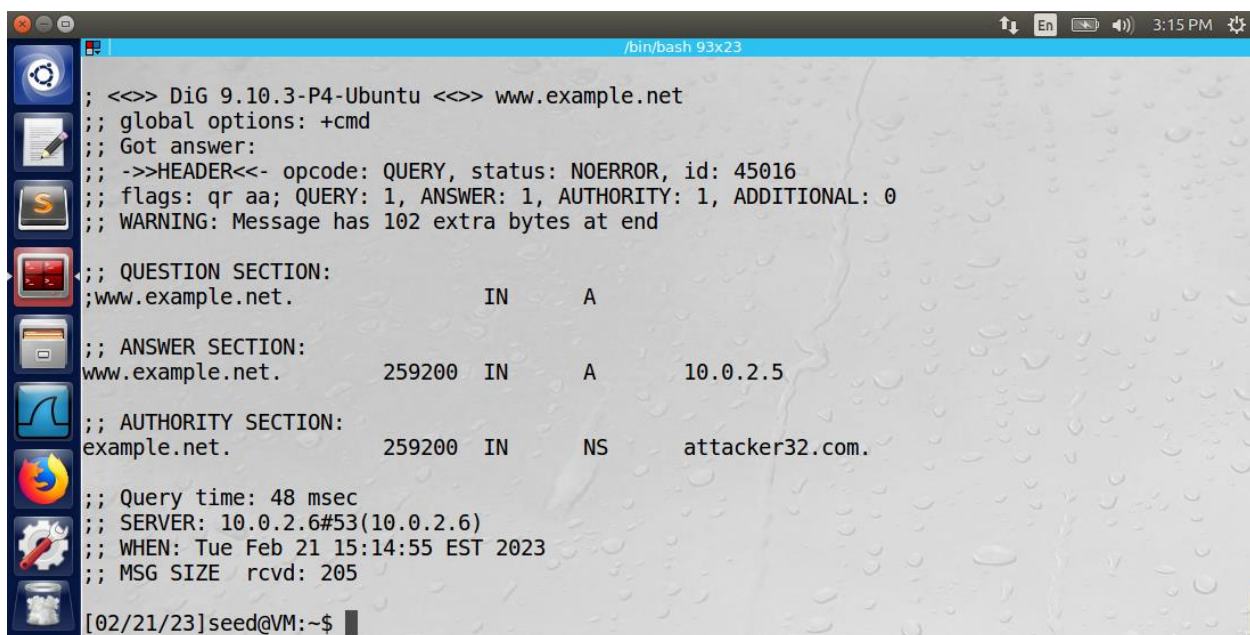 En 3:15 PM
/bin/bash 93x23
; <<>> DiG 9.10.3-P4-Ubuntu <<>> www.example.net
;; global options: +cmd
;; Got answer:
;; ->>HEADER<<- opcode: QUERY, status: NOERROR, id: 45016
;; flags: qr aa; QUERY: 1, ANSWER: 1, AUTHORITY: 1, ADDITIONAL: 0
;; WARNING: Message has 102 extra bytes at end
;; QUESTION SECTION:
;www.example.net. IN A
;; ANSWER SECTION:
www.example.net. 259200 IN A 10.0.2.5
;; AUTHORITY SECTION:
example.net. 259200 IN NS attacker32.com.
;; Query time: 48 msec
;; SERVER: 10.0.2.6#53(10.0.2.6)
;; WHEN: Tue Feb 21 15:14:55 EST 2023
;; MSG SIZE rcvd: 205
[02/21/23]seed@VM:~$